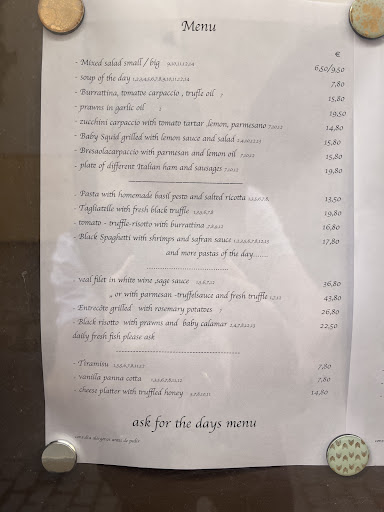 Menu
€
- Mixed salad small / big 6,50/9,50
- soup of the day 7,80
- Burrattina, tomatoe carpaccio , trufle oil 7 15,80
- prawns in garlic oil 19,50
- zucchini carpaccio with tomato tartar ,lemon, parmesano 14,80
- Baby Squid grilled with lemon sauce and salad 15,80
- Bresaolacarpaccio with parmesan and lemon oil 15,80
- plate of different Italian ham and sausages 19,80
- Pasta with homemade basil pesto and salted ricotta 13,50
- Tagliatelle with fresh black truffle 19,80
- tomato - truffle-risotto with burrattina 16,80
- Black Spaghetti with shrimps and safran sauce 17,80
and more pastas of the day.......
- veal filet in white wine ,sage sauce 36,80
„ or with parmesan -truffelsauce and fresh truffle 43,80
- Entrecôte grilled with rosemary potatoes 26,80
- Black risotto with prawns and baby calamar 22,50
daily fresh fish please ask
- Tiramisu 7,80
- vanilla panna cotta 7,80
- cheese platter with truffled honey 14,80
ask for the days menu